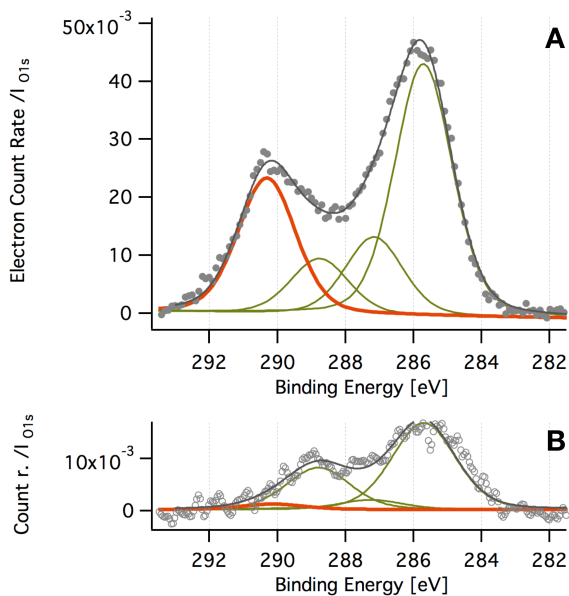 A
50x10⁻³
40
30
20
10
0
Electron Count Rate /I O1s
292 290 288 286 284 282
Binding Energy [eV]
B
10x10⁻³
0
Count r. /I O1s
292 290 288 286 284 282
Binding Energy [eV]